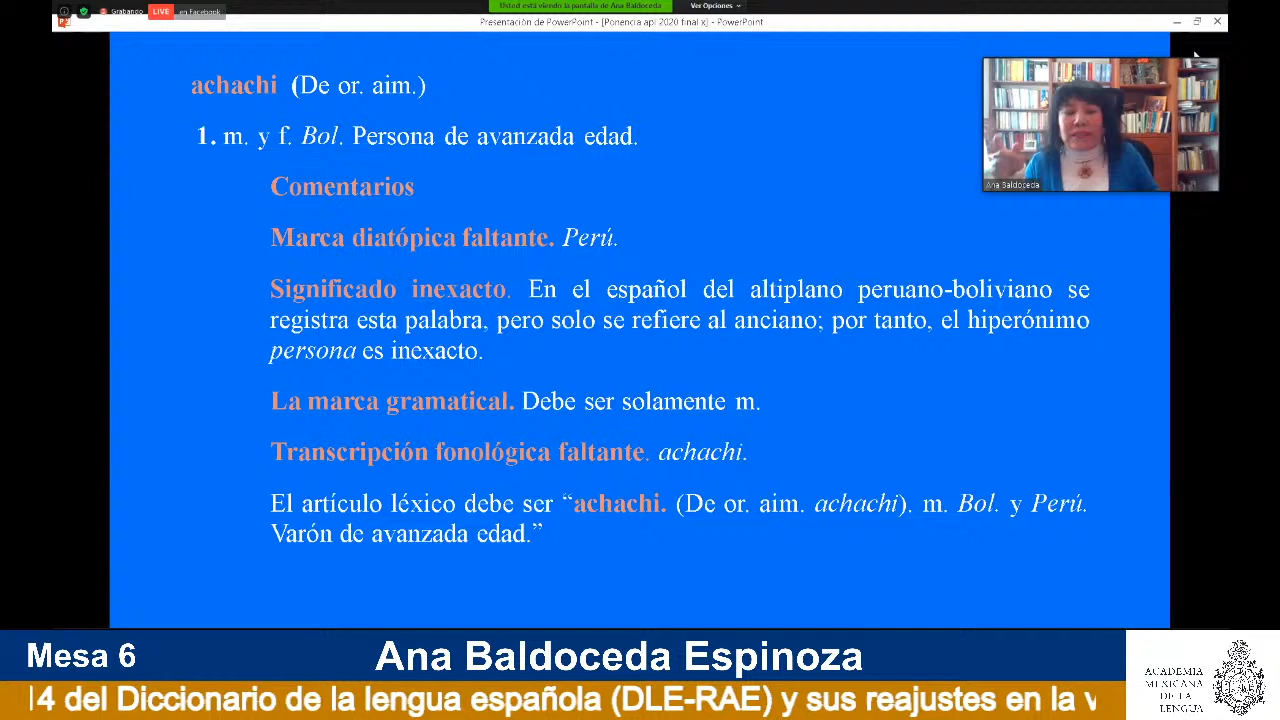 Grabando
LIVE
en Facebook
Usted está viendo la pantalla de Ana Baldoceda
Ver Opciones
Presentación de PowerPoint - [Ponencia apl 2020 final x] - PowerPoint
achachi (De or. aim.)
1. m. y f. Bol. Persona de avanzada edad.
Comentarios
Marca diatópica faltante. Perú.
Significado inexacto. En el español del altiplano peruano-boliviano se
registra esta palabra, pero solo se refiere al anciano; por tanto, el hiperónimo
persona es inexacto.
La marca gramatical. Debe ser solamente m.
Transcripción fonológica faltante. achachi.
El artículo léxico debe ser “achachi. (De or. aim. achachi). m. Bol. y Perú.
Varón de avanzada edad.”
Ana Baldoceda
Mesa 6
Ana Baldoceda Espinoza
l4 del Diccionario de la lengua española (DLE-RAE) y sus reajustes en la v
ACADEMIA
MEXICANA
DE LA
LENGUA